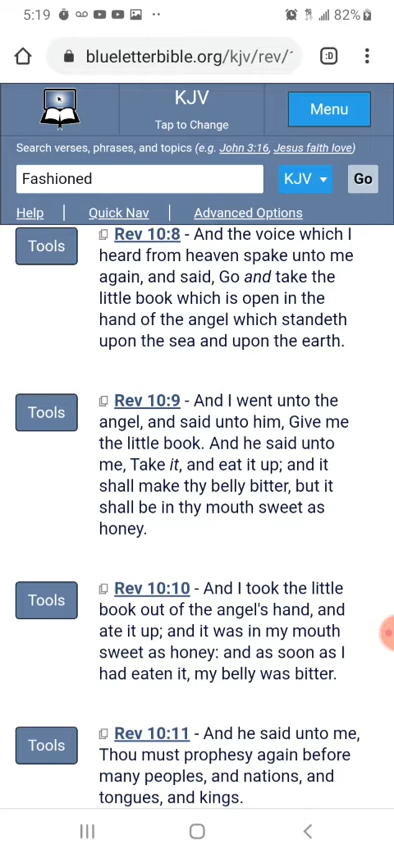 5:19 82%
blueletterbible.org/kjv/rev/1 :D
KJV
Tap to Change
Menu
Search verses, phrases, and topics (e.g. John 3:16, Jesus faith love)
Fashioned KJV Go
Help | Quick Nav | Advanced Options
Tools
Rev 10:8 - And the voice which I
heard from heaven spake unto me
again, and said, Go and take the
little book which is open in the
hand of the angel which standeth
upon the sea and upon the earth.
Tools
Rev 10:9 - And I went unto the
angel, and said unto him, Give me
the little book. And he said unto
me, Take it, and eat it up; and it
shall make thy belly bitter, but it
shall be in thy mouth sweet as
honey.
Tools
Rev 10:10 - And I took the little
book out of the angel's hand, and
ate it up; and it was in my mouth
sweet as honey: and as soon as I
had eaten it, my belly was bitter.
Tools
Rev 10:11 - And he said unto me,
Thou must prophesy again before
many peoples, and nations, and
tongues, and kings.